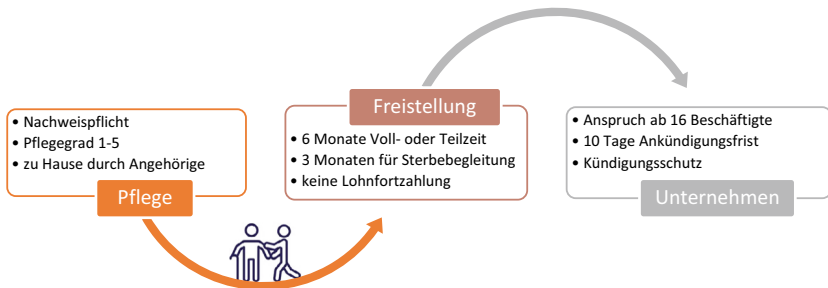 • Nachweispflicht
• Pflegegrad 1-5
• zu Hause durch Angehörige
Pflege
Freistellung
• 6 Monate Voll- oder Teilzeit
• 3 Monaten für Sterbebegleitung
• keine Lohnfortzahlung
• Anspruch ab 16 Beschäftigte
• 10 Tage Ankündigungsfrist
• Kündigungsschutz
Unternehmen